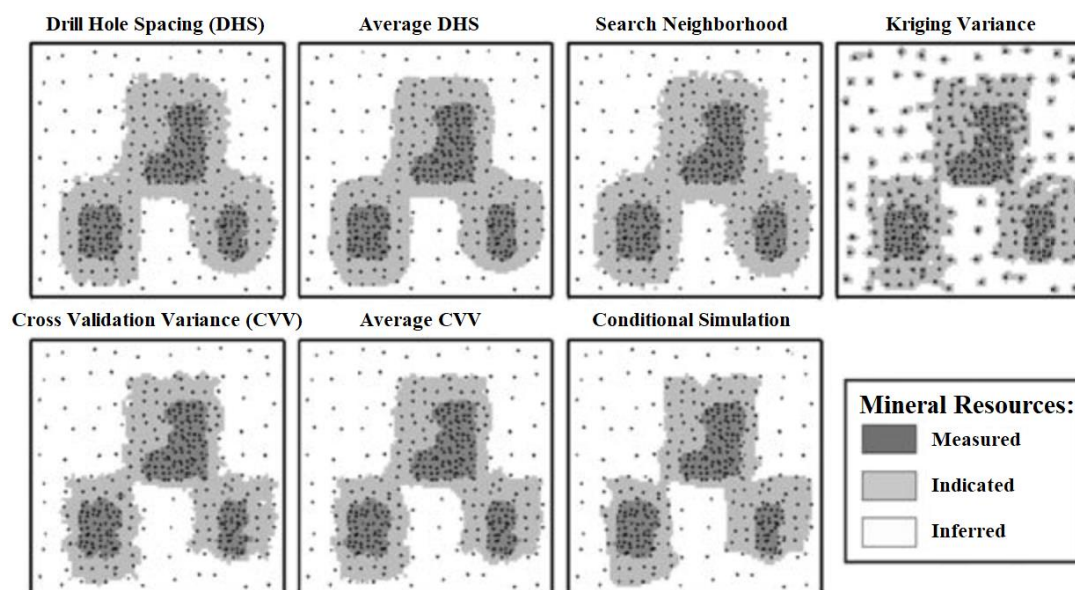 Drill Hole Spacing (DHS)
Average DHS
Search Neighborhood
Kriging Variance
Cross Validation Variance (CVV)
Average CVV
Conditional Simulation
Mineral Resources:
Measured
Indicated
Inferred